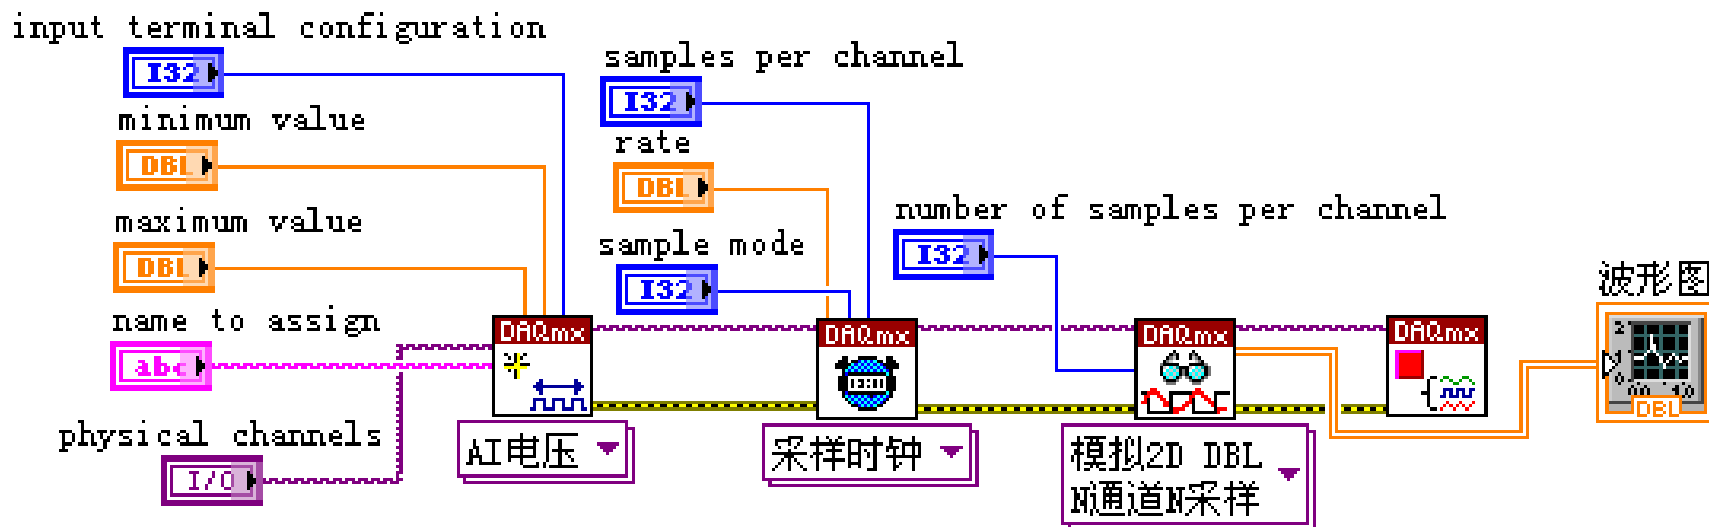 input terminal configuration
I32
minimum value
DBL
maximum value
DBL
name to assign
abc
physical channels
I/O
samples per channel
I32
rate
DBL
sample mode
I32
number of samples per channel
I32
DAQmx
AI电压
DAQmx
12:01
采样时钟
DAQmx
模拟2D DBL
N通道N采样
DAQmx
波形图
DBL